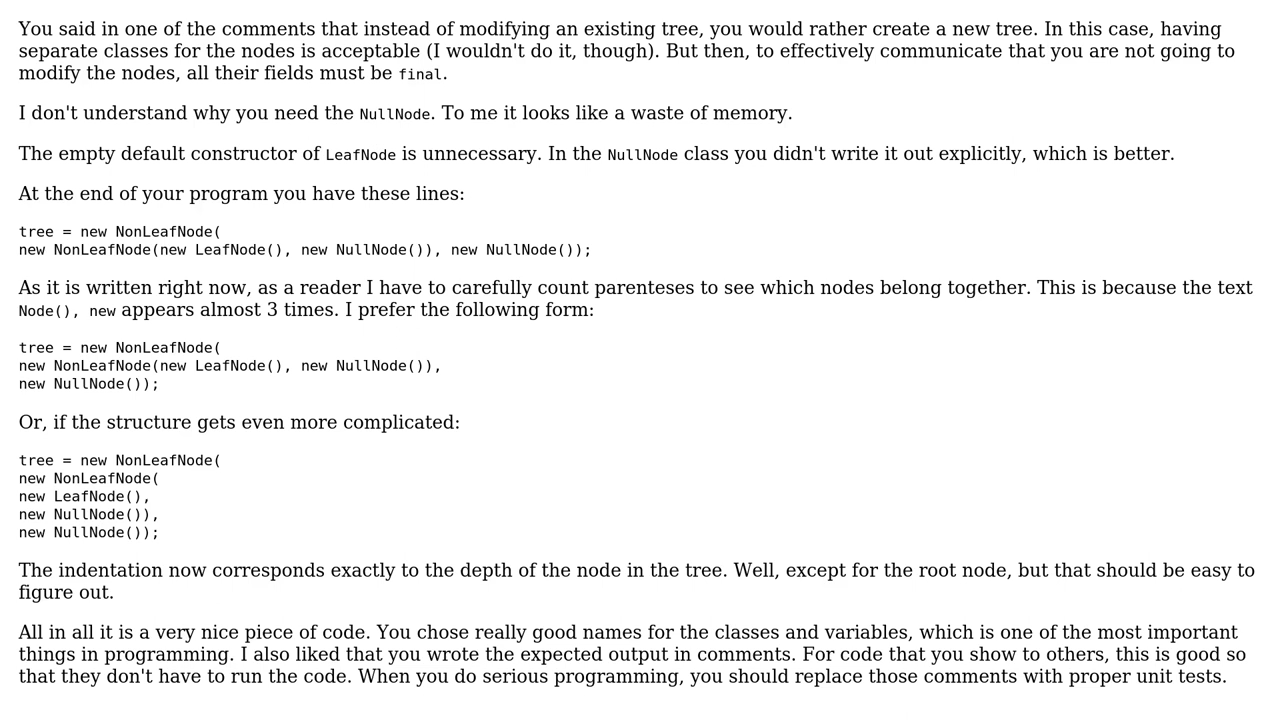 You said in one of the comments that instead of modifying an existing tree, you would rather create a new tree. In this case, having
separate classes for the nodes is acceptable (I wouldn't do it, though). But then, to effectively communicate that you are not going to
modify the nodes, all their fields must be final.
I don't understand why you need the NullNode. To me it looks like a waste of memory.
The empty default constructor of LeafNode is unnecessary. In the NullNode class you didn't write it out explicitly, which is better.
At the end of your program you have these lines:
tree = new NonLeafNode(
new NonLeafNode(new LeafNode(), new NullNode()), new NullNode());
As it is written right now, as a reader I have to carefully count parenteses to see which nodes belong together. This is because the text
Node(), new appears almost 3 times. I prefer the following form:
tree = new NonLeafNode(
new NonLeafNode(new LeafNode(), new NullNode()),
new NullNode());
Or, if the structure gets even more complicated:
tree = new NonLeafNode(
new NonLeafNode(
new LeafNode(),
new NullNode()),
new NullNode());
The indentation now corresponds exactly to the depth of the node in the tree. Well, except for the root node, but that should be easy to
figure out.
All in all it is a very nice piece of code. You chose really good names for the classes and variables, which is one of the most important
things in programming. I also liked that you wrote the expected output in comments. For code that you show to others, this is good so
that they don't have to run the code. When you do serious programming, you should replace those comments with proper unit tests.